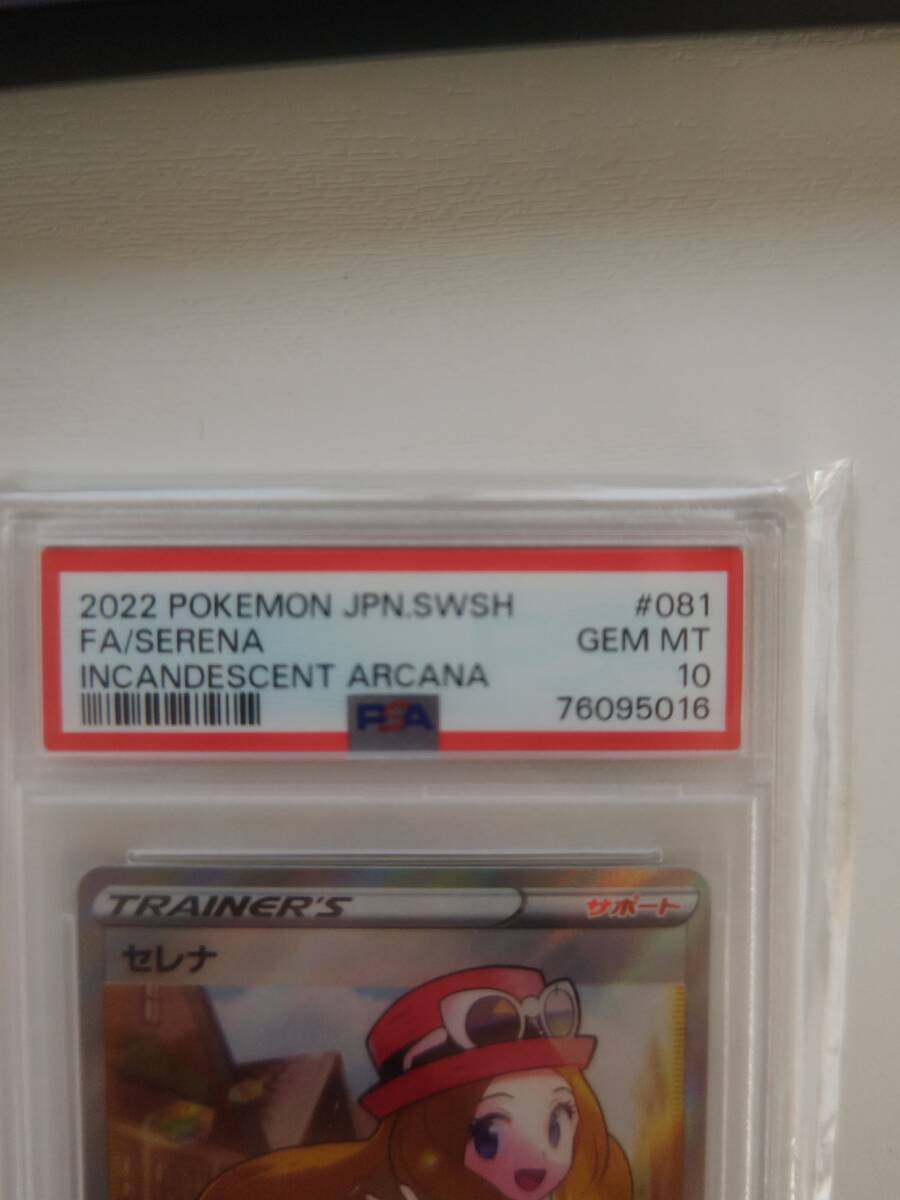 2022 POKEMON JPN.SWSH #081
FA/SERENA GEM MT
INCANDESCENT ARCANA 10
PSA 76095016
TRAINER'S サポート
セレナ